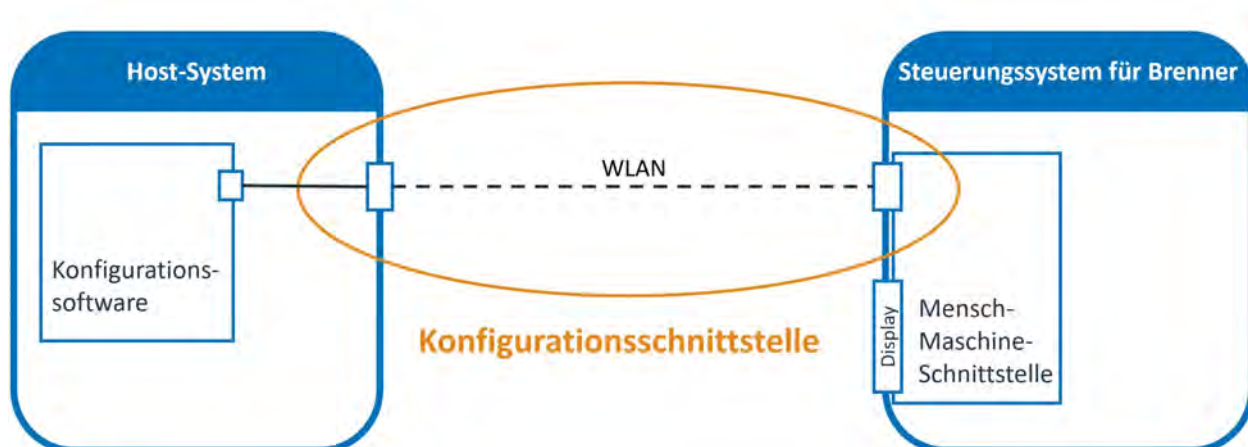 Host-System
Steuerungssystem für Brenner
WLAN
Konfigurations-
software
Konfigurationsschnittstelle
Display
Mensch-
Maschine-
Schnittstelle